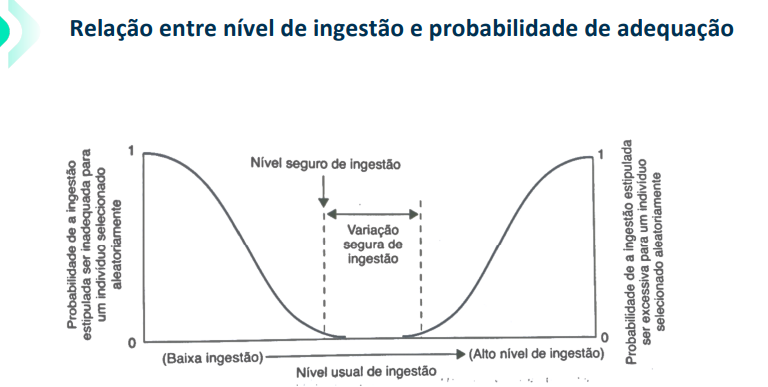 Relação entre nível de ingestão e probabilidade de adequação
Probabilidade de a ingestão
estipulada ser inadequada para
um indivíduo selecionado
aleatoriamente
1
0
Nível seguro de ingestão
Variação
segura de
ingestão
1
0
Probabilidade de a ingestão estipulada
ser excessiva para um indivíduo
selecionado aleatoriamente
(Baixa ingestão)
(Alto nível de ingestão)
Nível usual de ingestão